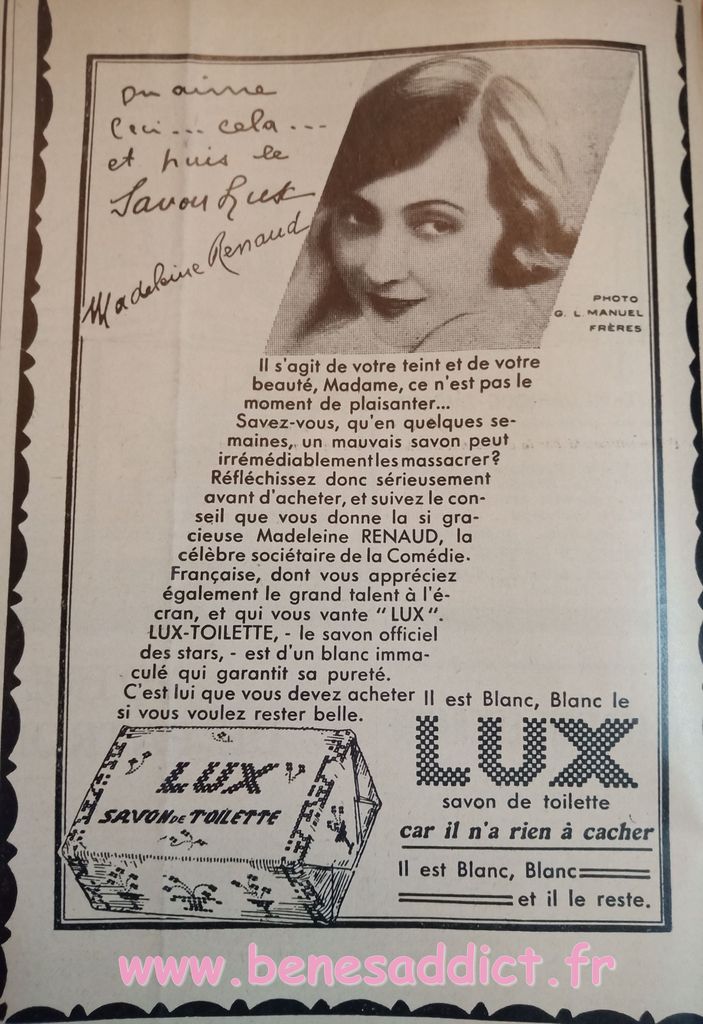 on aime
ceci... cela...
et puis le
Savon Lux
Madeleine Renaud
PHOTO
G. L. MANUEL
FRÈRES
Il s'agit de votre teint et de votre
beauté, Madame, ce n'est pas le
moment de plaisanter...
Savez-vous, qu'en quelques se-
maines, un mauvais savon peut
irrémédiablement les massacrer?
Réfléchissez donc sérieusement
avant d'acheter, et suivez le con-
seil que vous donne la si gra-
cieuse Madeleine RENAUD, la
célèbre sociétaire de la Comédie-
Française, dont vous appréciez
également le grand talent à l'é-
cran, et qui vous vante "LUX".
LUX-TOILETTE, - le savon officiel
des stars, - est d'un blanc imma-
culé qui garantit sa pureté.
C'est lui que vous devez acheter
si vous voulez rester belle.
LUX
SAVON DE TOILETTE
Il est Blanc, Blanc le
LUX
savon de toilette
car il n'a rien à cacher
Il est Blanc, Blanc
et il le reste.
www.benesaddict.fr